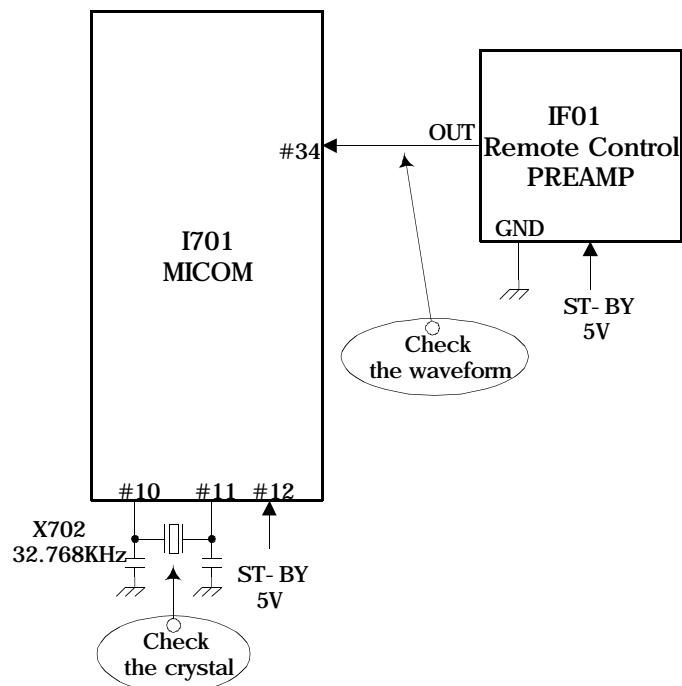 IF01
OUT
Remote Control
#34
PREAMP
GND
I701
MICOM
ST- BY
5V
Check
the waveform
#10
#11
#12
X702
32.768KHz
ST- BY
5V
Check
the crystal